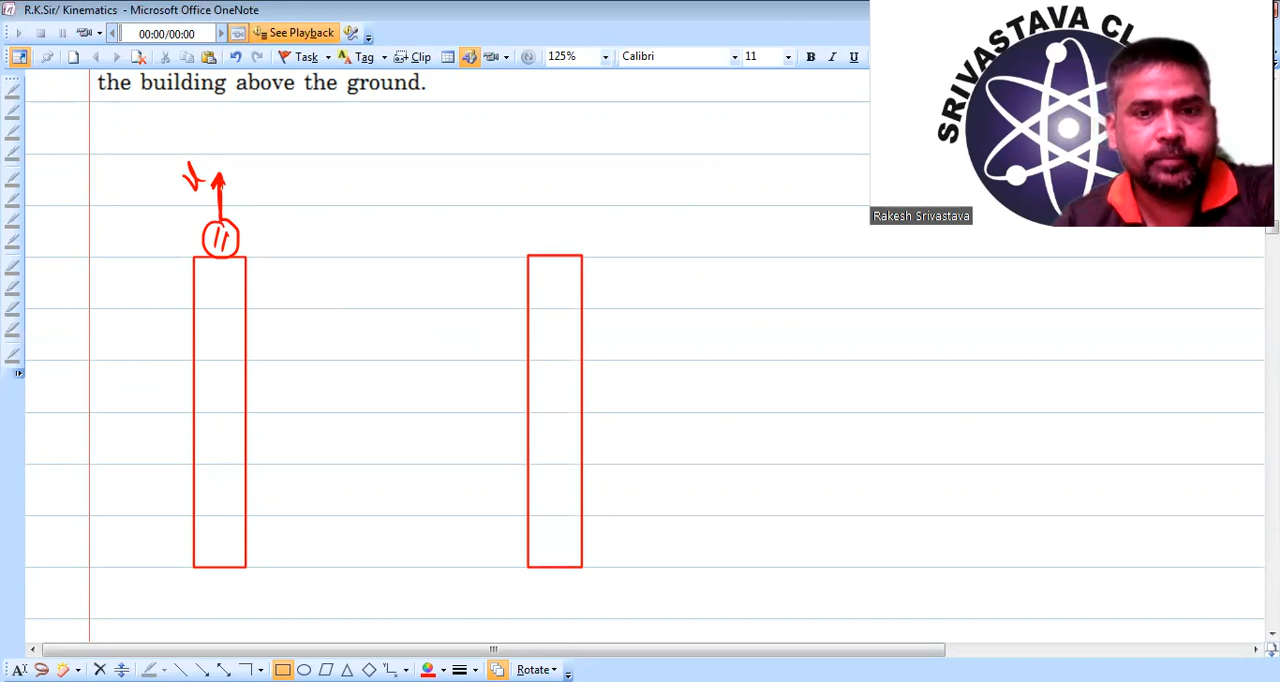 R.K.Sir/ Kinematics - Microsoft Office OneNote
00:00/00:00 See Playback
Task Tag Clip 125% Calibri 11 B I U
the building above the ground.
SRIVASTAVA CL
Rakesh Srivastava
Rotate